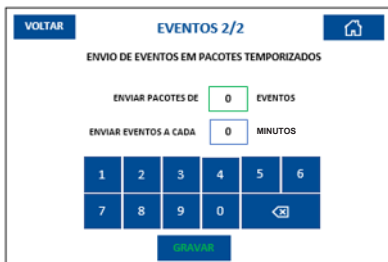 VOLTAR EVENTOS 2/2
ENVIO DE EVENTOS EM PACOTES TEMPORIZADOS
ENVIAR PACOTES DE 0 EVENTOS
ENVIAR EVENTOS A CADA 0 MINUTOS
1 2 3 4 5 6
7 8 9 0
GRAVAR